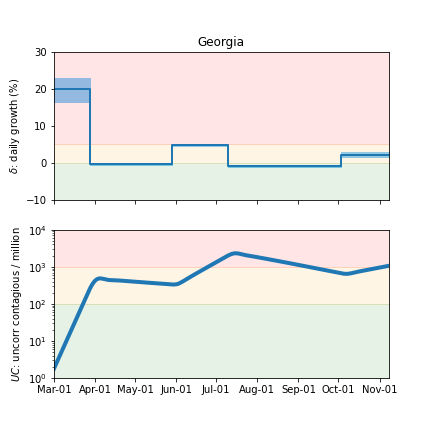 Georgia
δ: daily growth (%)
30
20
10
0
−10
UC: uncorr contagious / million
10⁴
10³
10²
10¹
10⁰
Mar-01 Apr-01 May-01 Jun-01 Jul-01 Aug-01 Sep-01 Oct-01 Nov-01